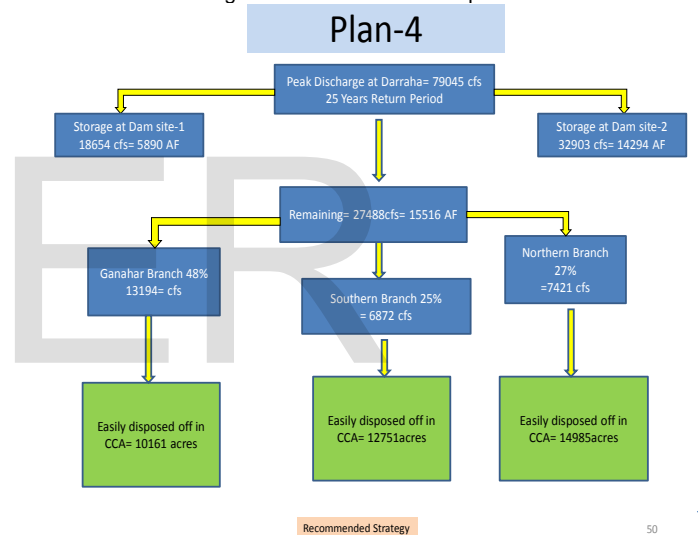 Plan-4
Peak Discharge at Darraha= 79045 cfs
25 Years Return Period
Storage at Dam site-1
18654 cfs= 5890 AF
Storage at Dam site-2
32903 cfs= 14294 AF
Remaining= 27488cfs= 15516 AF
Ganahar Branch 48%
13194= cfs
Southern Branch 25%
= 6872 cfs
Northern Branch
27%
=7421 cfs
Easily disposed off in
CCA= 10161 acres
Easily disposed off in
CCA= 12751acres
Easily disposed off in
CCA= 14985acres
Recommended Strategy
50
ER